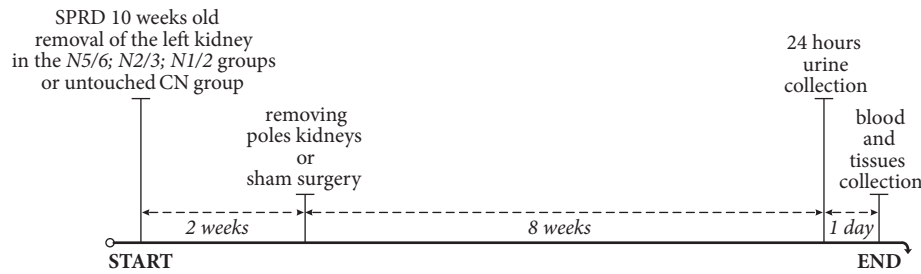 SPRD 10 weeks old
removal of the left kidney
in the N5/6; N2/3; N1/2 groups
or untouched CN group
removing
poles kidneys
or
sham surgery
24 hours
urine
collection
blood
and
tissues
collection
2 weeks
8 weeks
1 day
START
END